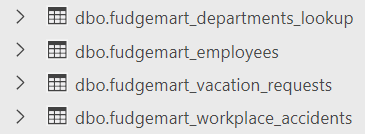 dbo.fudgemart_departments_lookup
dbo.fudgemart_employees
dbo.fudgemart_vacation_requests
dbo.fudgemart_workplace_accidents